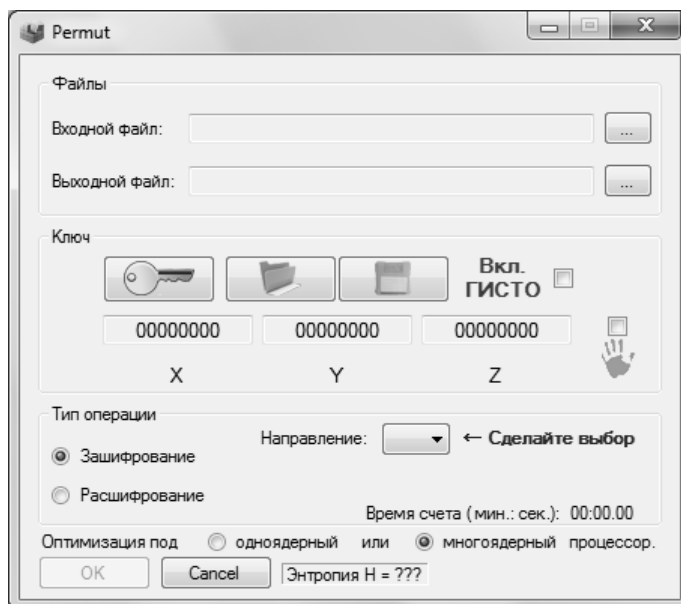 Permut
Файлы
Входной файл: ...
Выходной файл: ...
Ключ
Вкл.
ГИСТО
00000000 00000000 00000000
X Y Z
Тип операции
Направление: ← Сделайте выбор
Зашифрование
Расшифрование
Время счета ( мин.: сек.): 00:00.00
Оптимизация под одноядерный или многоядерный процессор.
OK Cancel Энтропия H = ???